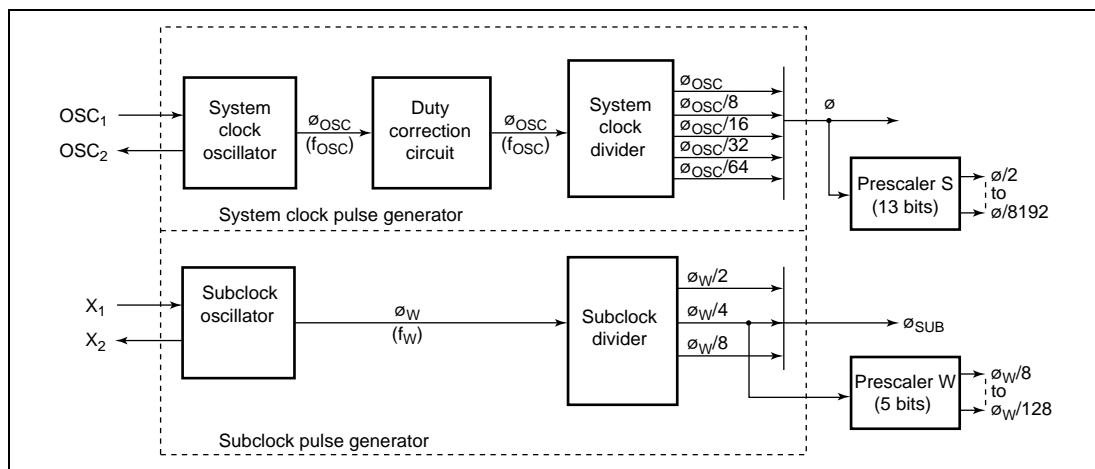 OSC1
OSC2
System
clock
oscillator
øOSC
(fOSC)
Duty
correction
circuit
øOSC
(fOSC)
System
clock
divider
øOSC
øOSC/8
øOSC/16
øOSC/32
øOSC/64
ø
Prescaler S
(13 bits)
ø/2
to
ø/8192
System clock pulse generator
X1
X2
Subclock
oscillator
øW
(fW)
Subclock
divider
øW/2
øW/4
øW/8
øSUB
Prescaler W
(5 bits)
øW/8
to
øW/128
Subclock pulse generator